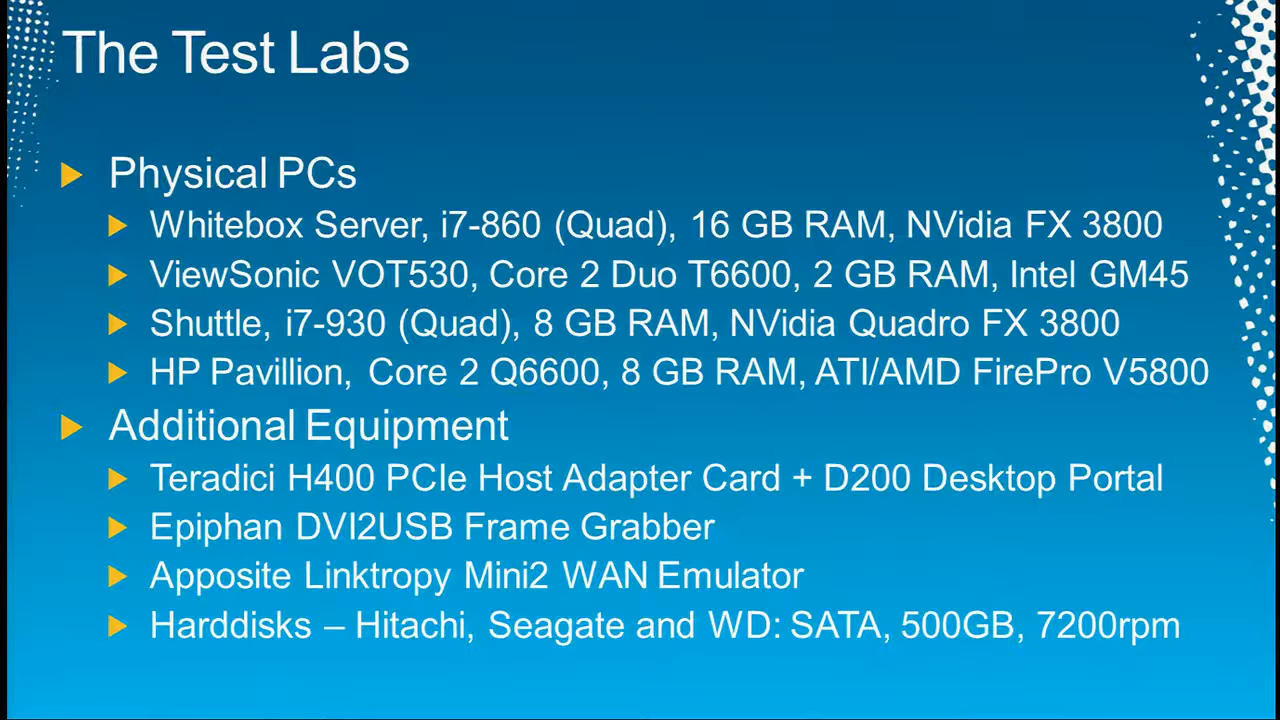 The Test Labs
Physical PCs
Whitebox Server, i7-860 (Quad), 16 GB RAM, NVidia FX 3800
ViewSonic VOT530, Core 2 Duo T6600, 2 GB RAM, Intel GM45
Shuttle, i7-930 (Quad), 8 GB RAM, NVidia Quadro FX 3800
HP Pavillion, Core 2 Q6600, 8 GB RAM, ATI/AMD FirePro V5800
Additional Equipment
Teradici H400 PCIe Host Adapter Card + D200 Desktop Portal
Epiphan DVI2USB Frame Grabber
Apposite Linktropy Mini2 WAN Emulator
Harddisks – Hitachi, Seagate and WD: SATA, 500GB, 7200rpm